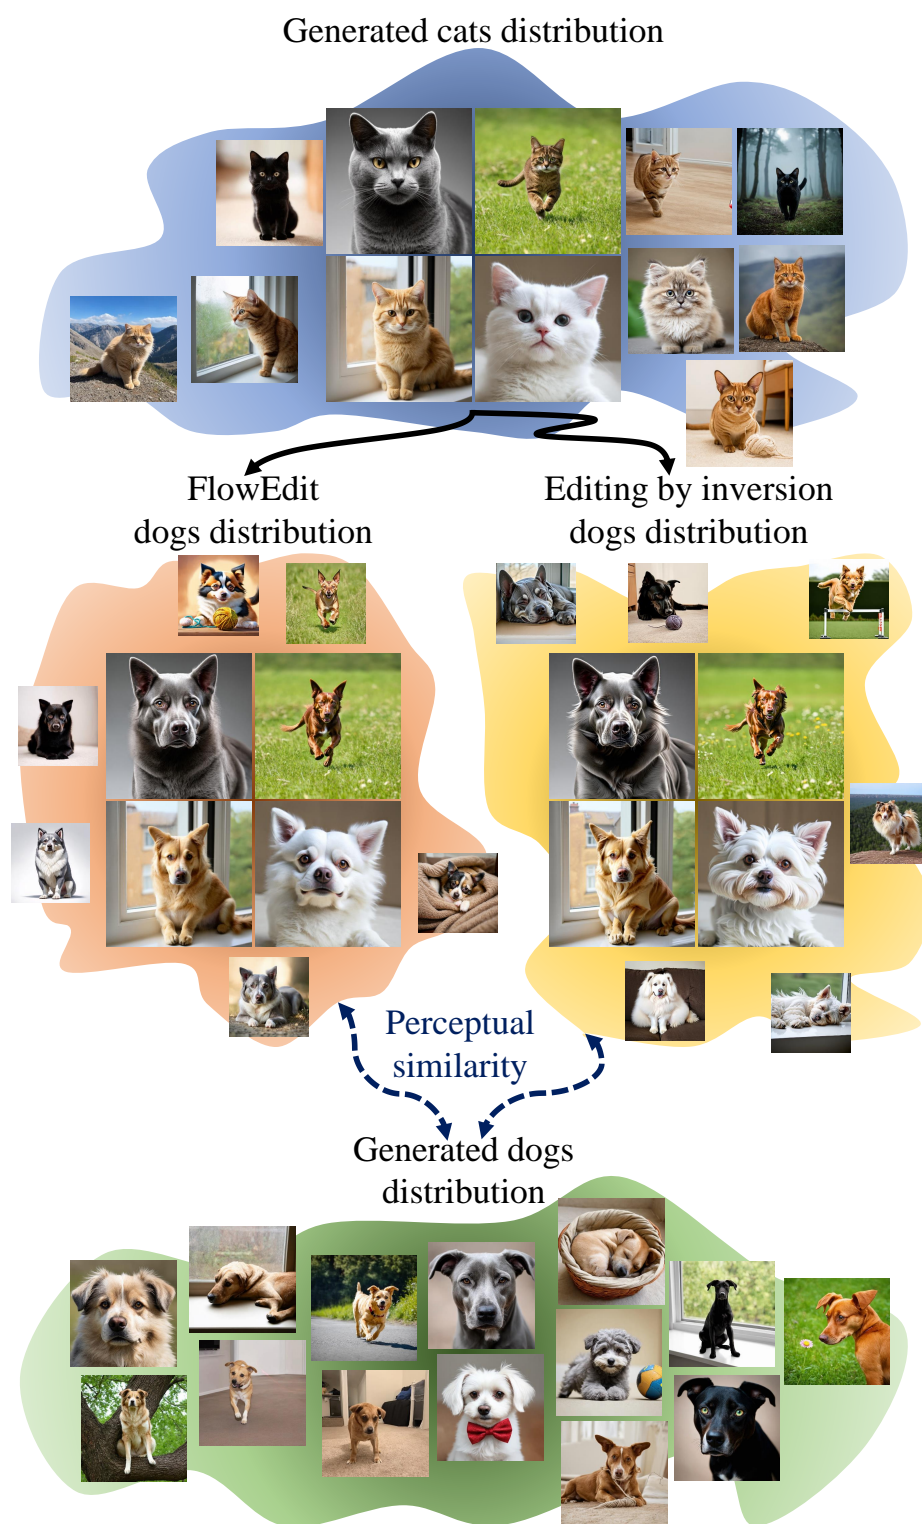 Generated cats distribution
FlowEdit
dogs distribution
Editing by inversion
dogs distribution
Perceptual
similarity
Generated dogs
distribution